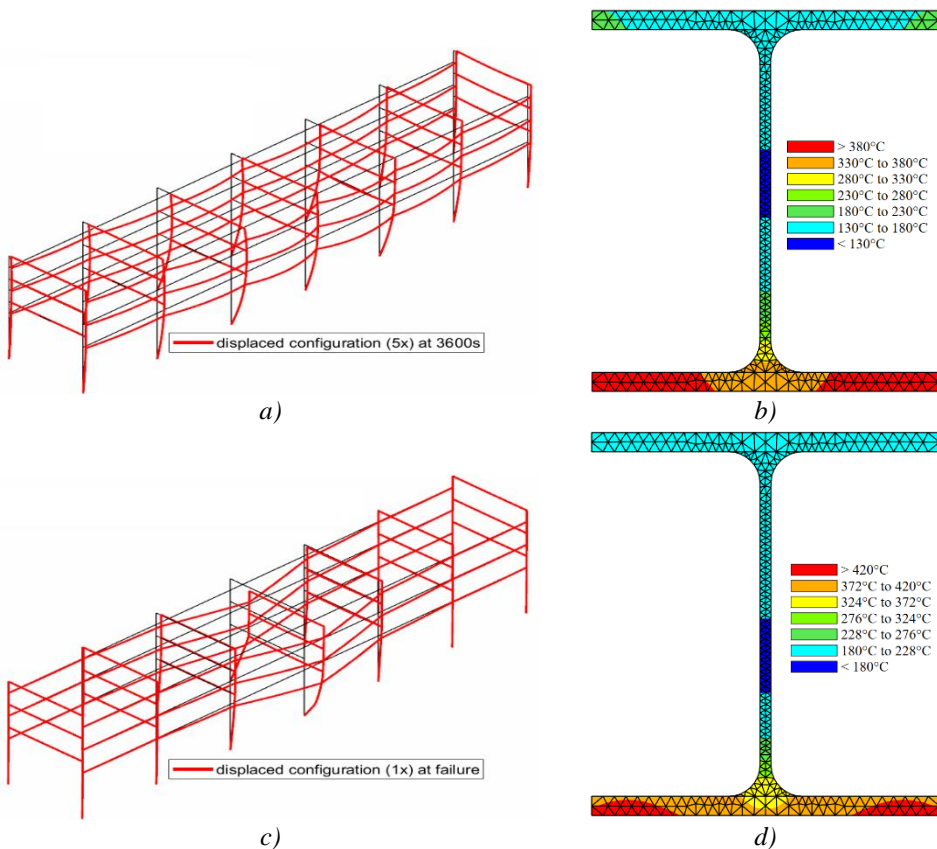 > 380°C
330°C to 380°C
280°C to 330°C
230°C to 280°C
180°C to 230°C
130°C to 180°C
< 130°C
displaced configuration (5x) at 3600s
a)
b)
> 420°C
372°C to 420°C
324°C to 372°C
276°C to 324°C
228°C to 276°C
180°C to 228°C
< 180°C
displaced configuration (1x) at failure
c)
d)